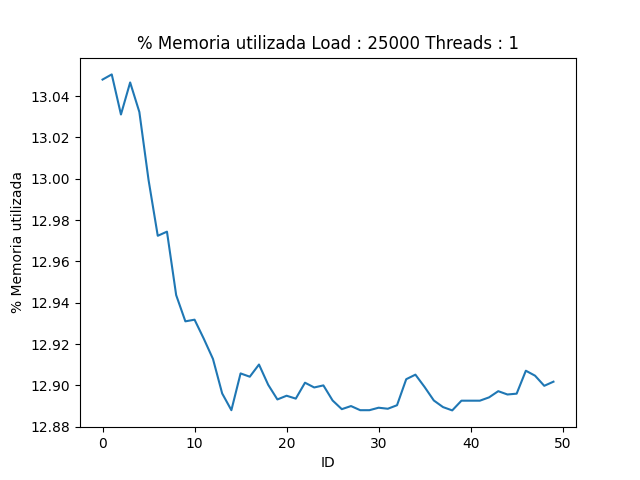 % Memoria utilizada Load : 25000 Threads : 1
% Memoria utilizada
13.04
13.02
13.00
12.98
12.96
12.94
12.92
12.90
12.88
0 10 20 30 40 50
ID